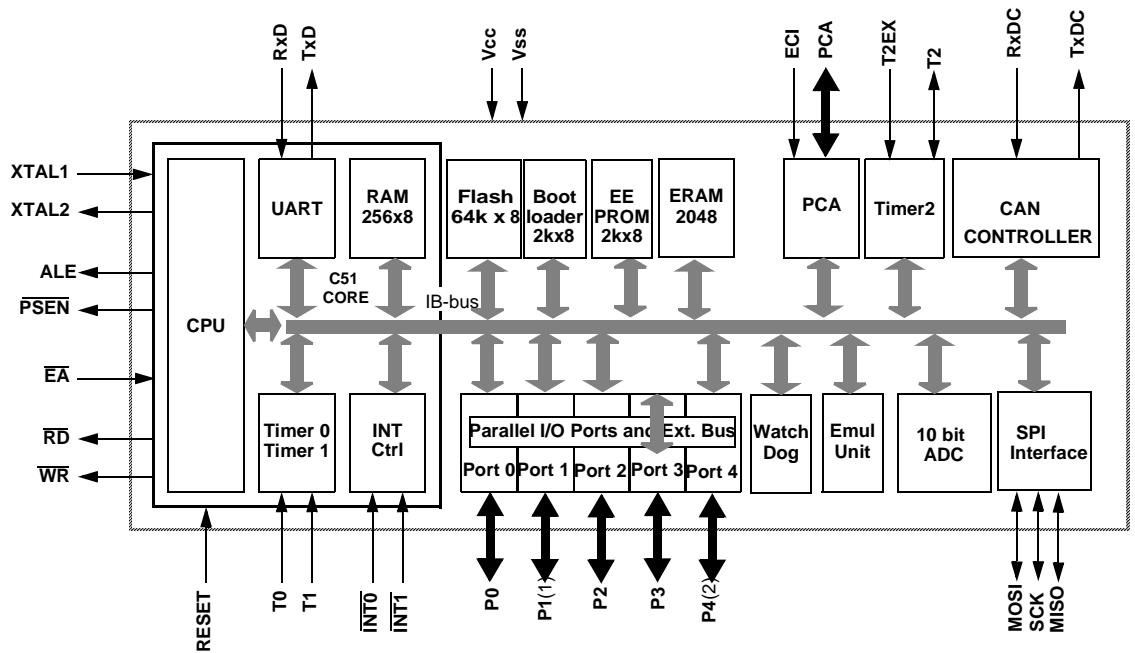 RxD
TxD
Vcc
Vss
ECI
PCA
T2EX
T2
RxDC
TxDC
XTAL1
XTAL2
ALE
PSEN
EA
RD
WR
CPU
UART
RAM
256x8
C51
CORE
IB-bus
Flash
64k x 8
Boot
loader
2kx8
EE
PROM
2kx8
ERAM
2048
PCA
Timer2
CAN
CONTROLLER
Timer 0
Timer 1
INT
Ctrl
Parallel I/O Ports and Ext. Bus
Port 0
Port 1
Port 2
Port 3
Port 4
Watch
Dog
Emul
Unit
10 bit
ADC
SPI
Interface
RESET
T0
T1
INT0
INT1
P0
P1(1)
P2
P3
P4(2)
MOSI
SCK
MISO